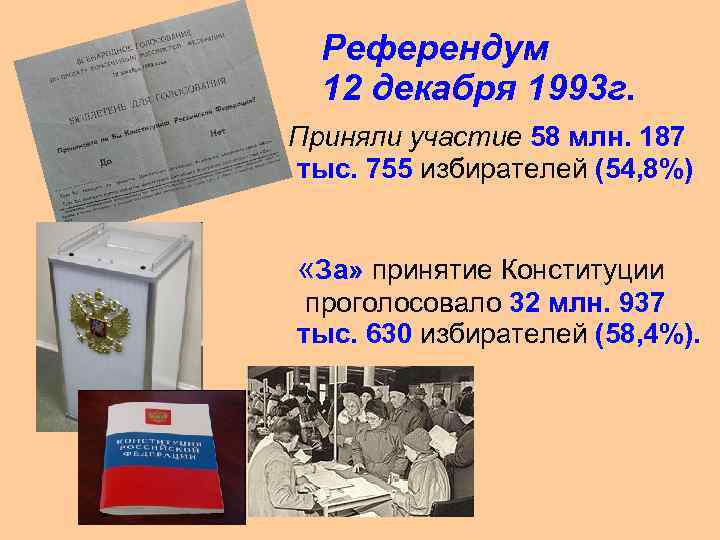 ВСЕНАРОДНОЕ ГОЛОСОВАНИЕ
ПО ПРОЕКТУ КОНСТИТУЦИИ РОССИЙСКОЙ ФЕДЕРАЦИИ
12 декабря 1993 года
БЮЛЛЕТЕНЬ ДЛЯ ГОЛОСОВАНИЯ
Принимаете ли Вы Конституцию Российской Федерации?
Да
Нет
Референдум
12 декабря 1993г.
Приняли участие 58 млн. 187
тыс. 755 избирателей (54,8%)
«За» принятие Конституции
проголосовало 32 млн. 937
тыс. 630 избирателей (58,4%).
КОНСТИТУЦИЯ
РОССИЙСКОЙ
ФЕДЕРАЦИИ